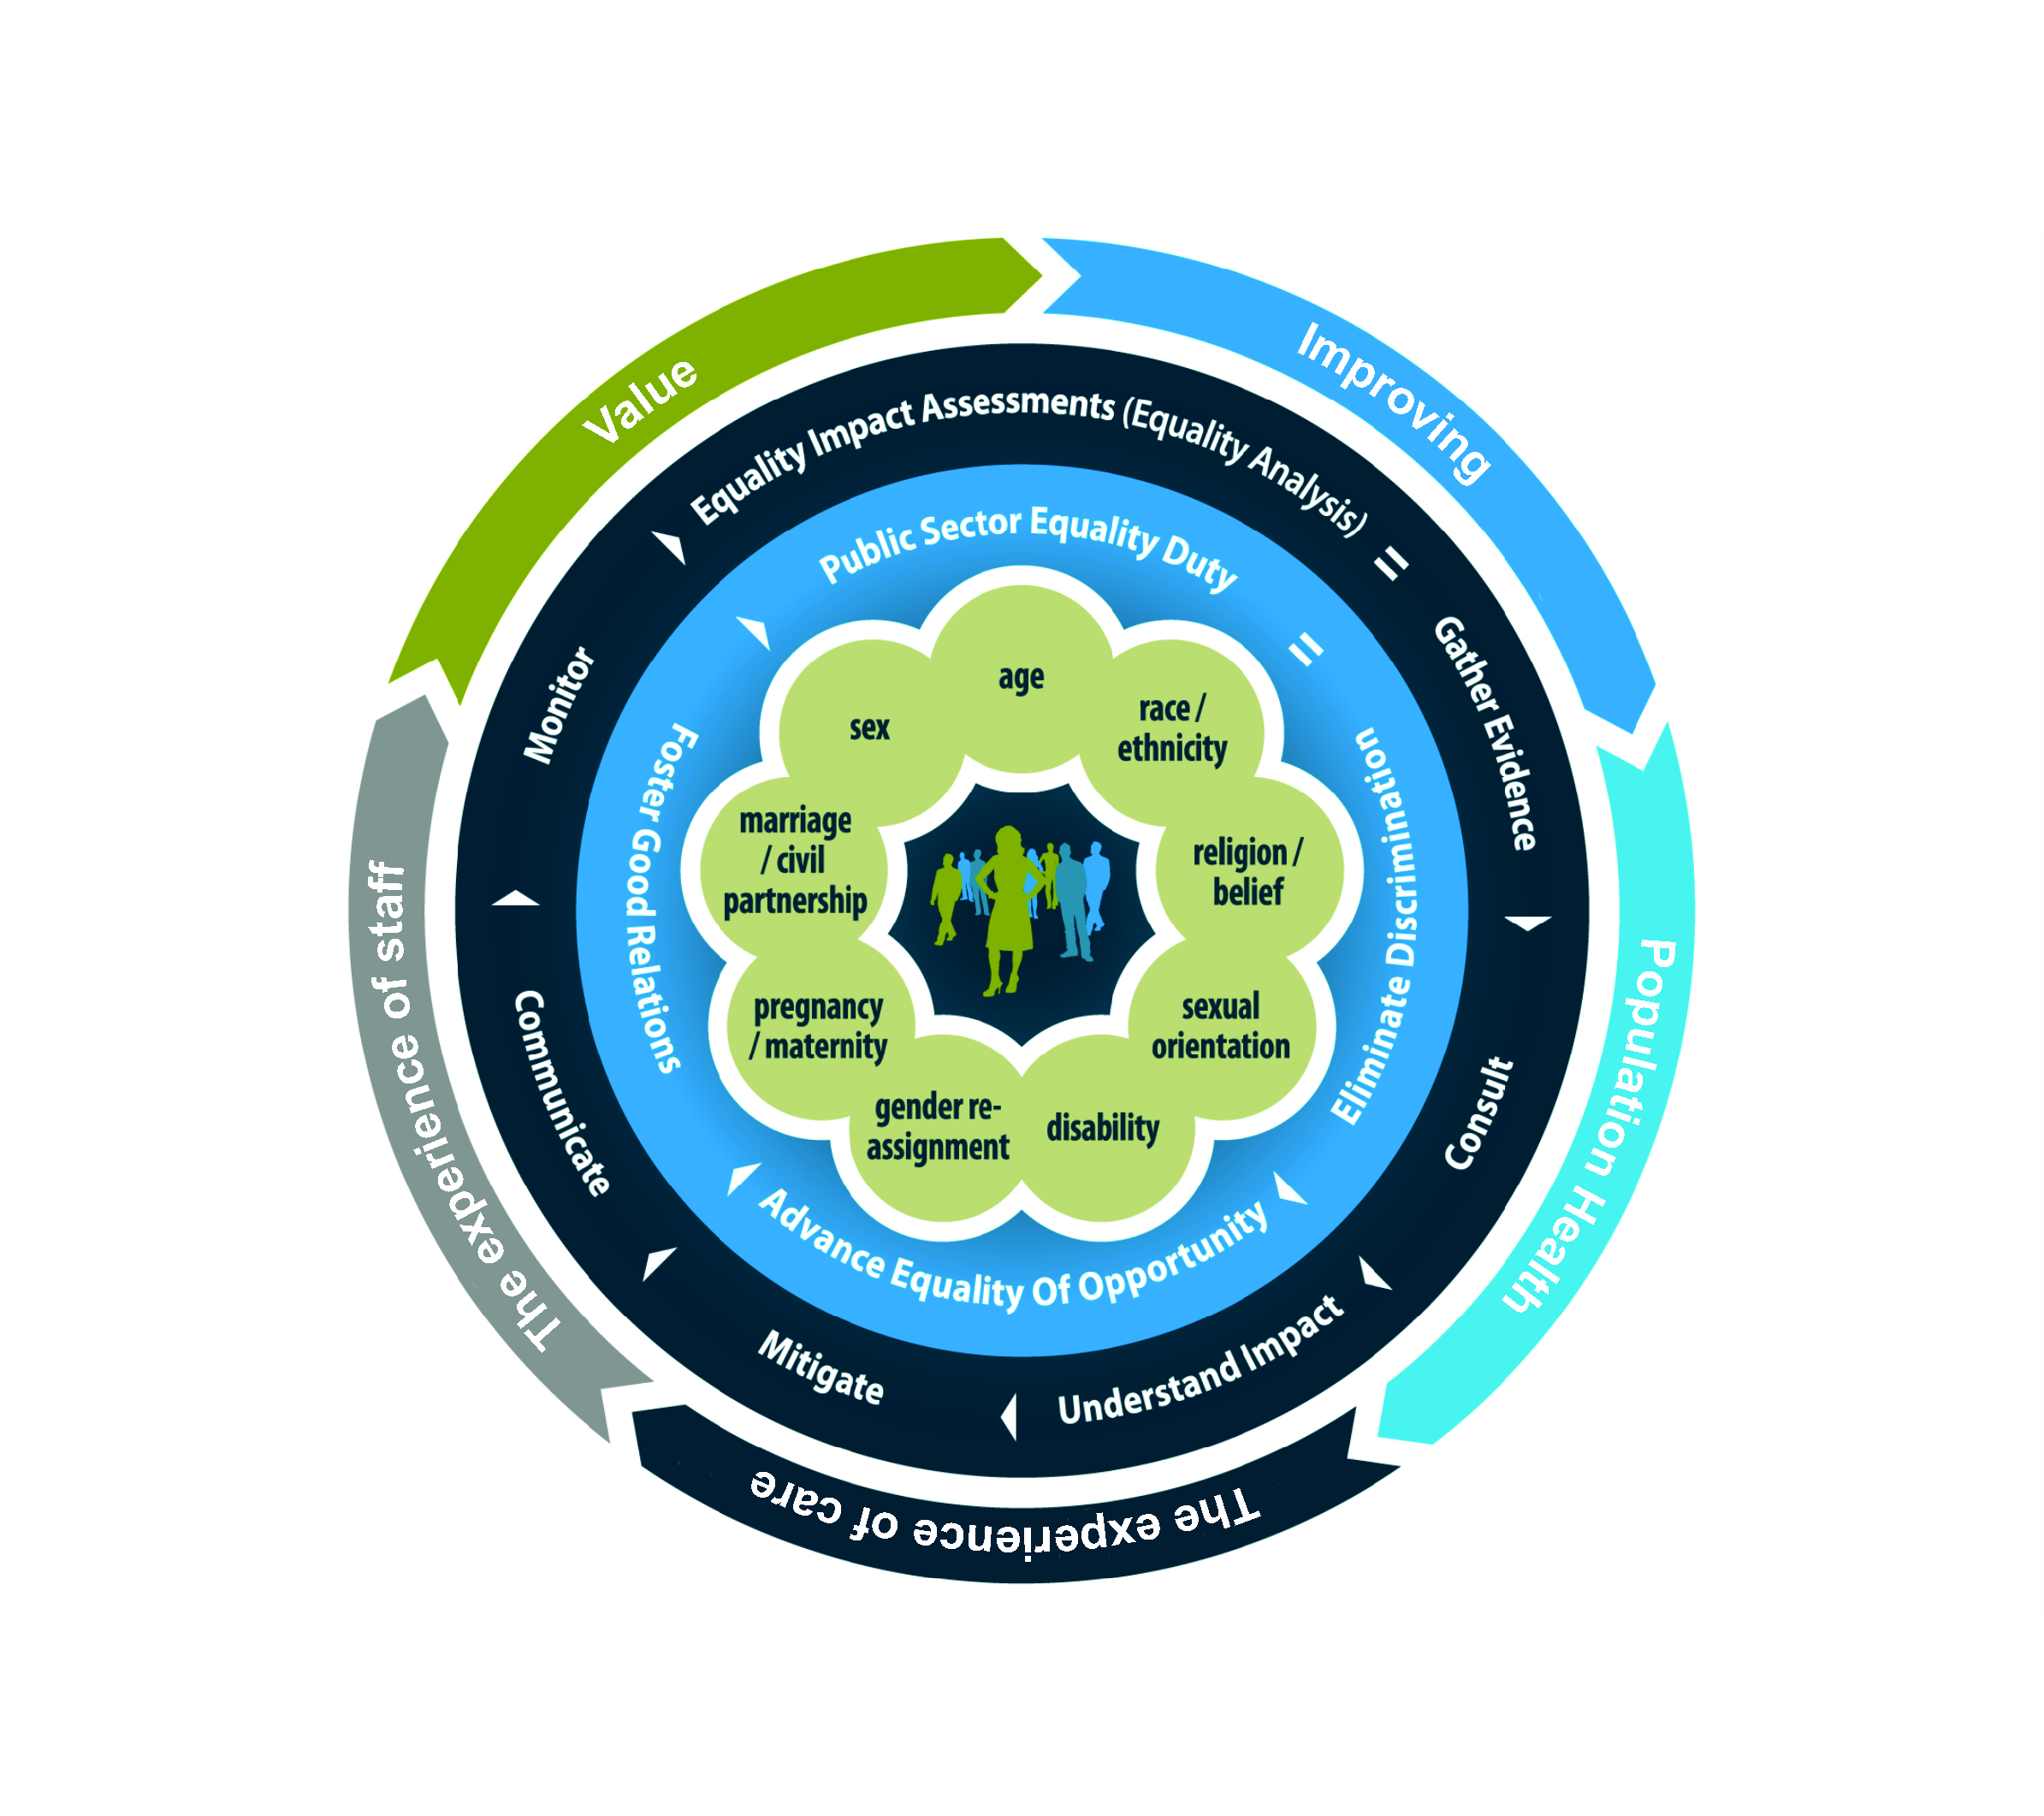 Improving
Population Health
The experience of care
The experience of staff
Value
Equality Impact Assessments (Equality Analysis)
=
Gather Evidence
Consult
Understand Impact
Mitigate
Communicate
Monitor
Public Sector Equality Duty
=
Eliminate Discrimination
Advance Equality Of Opportunity
Foster Good Relations
age
race /
ethnicity
religion /
belief
sexual
orientation
disability
gender re-
assignment
pregnancy
/ maternity
marriage
/ civil
partnership
sex